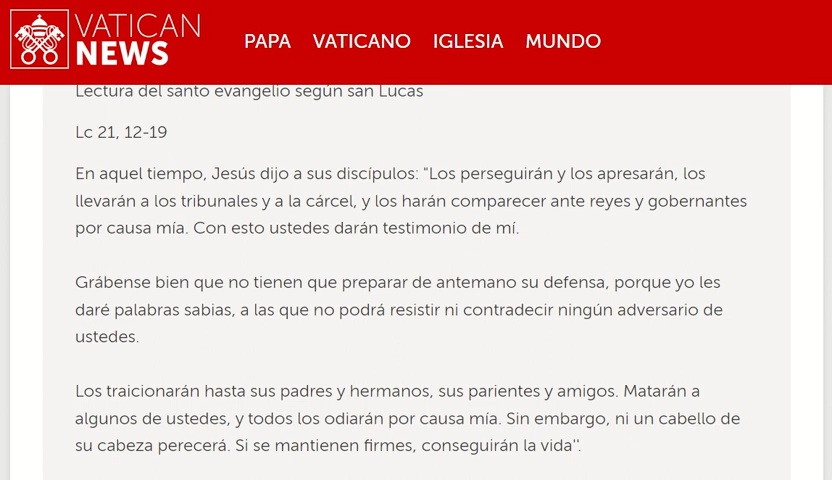 VATICAN
NEWS
PAPA VATICANO IGLESIA MUNDO
Lectura del santo evangelio según san Lucas
Lc 21, 12-19
En aquel tiempo, Jesús dijo a sus discípulos: "Los perseguirán y los apresarán, los
llevarán a los tribunales y a la cárcel, y los harán comparecer ante reyes y gobernantes
por causa mía. Con esto ustedes darán testimonio de mí.
Grábense bien que no tienen que preparar de antemano su defensa, porque yo les
daré palabras sabias, a las que no podrá resistir ni contradecir ningún adversario de
ustedes.
Los traicionarán hasta sus padres y hermanos, sus parientes y amigos. Matarán a
algunos de ustedes, y todos los odiarán por causa mía. Sin embargo, ni un cabello de
su cabeza perecerá. Si se mantienen firmes, conseguirán la vida''.